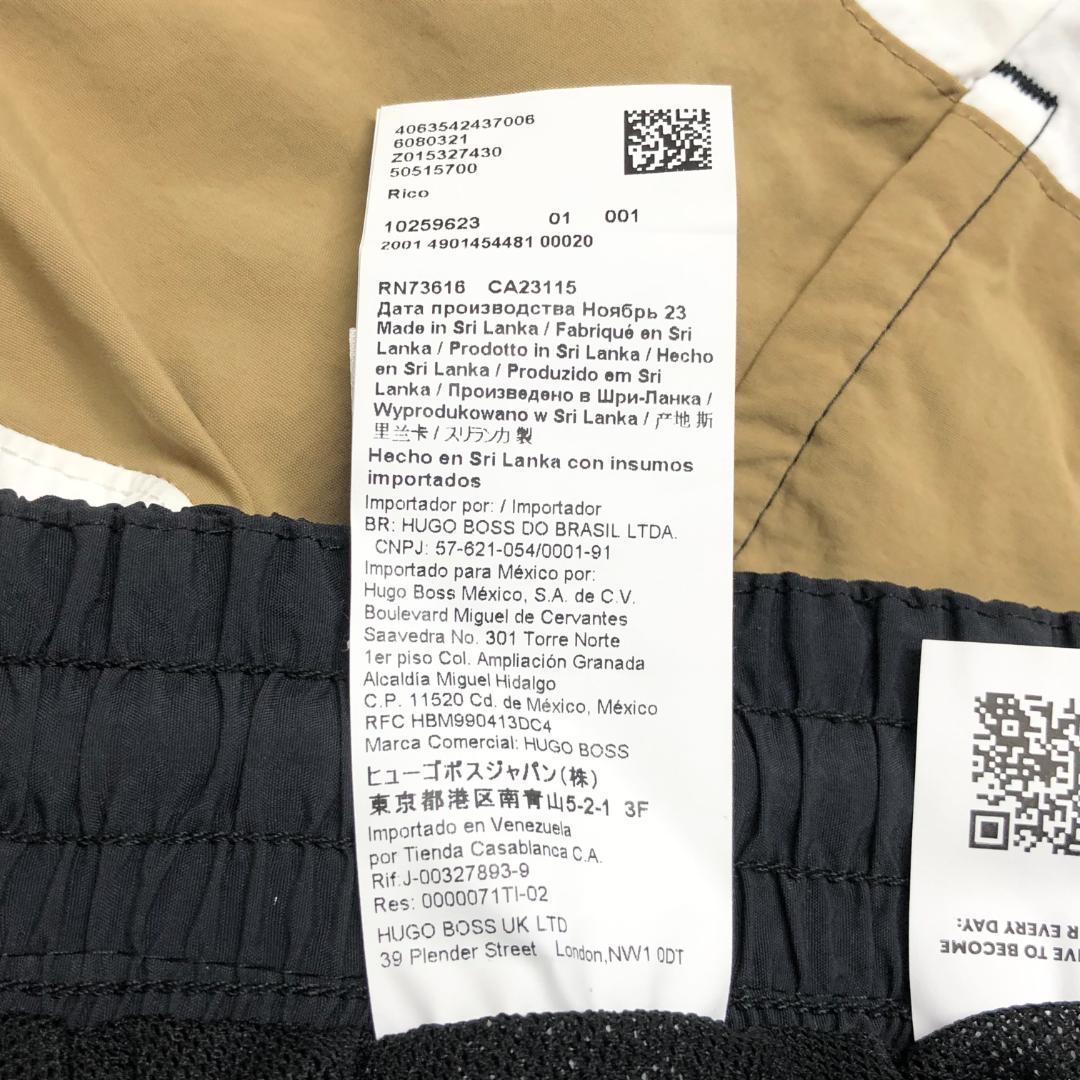 4063542437006
6080321
Z015327430
50515700
Rico
10259623 01 001
2001 4901454481 00020
RN73616 CA23115
Дата производства Ноябрь 23
Made in Sri Lanka / Fabriqué en Sri
Lanka / Prodotto in Sri Lanka / Hecho
en Sri Lanka / Produzido em Sri
Lanka / Произведено в Шри-Ланка /
Wyprodukowano w Sri Lanka / 产地 斯
里兰卡 / スリランカ 製
Hecho en Sri Lanka con insumos
importados
Importador por: / Importador
BR: HUGO BOSS DO BRASIL LTDA.
CNPJ: 57-621-054/0001-91
Importado para México por:
Hugo Boss México, S.A. de C.V.
Boulevard Miguel de Cervantes
Saavedra No. 301 Torre Norte
1er piso Col. Ampliación Granada
Alcaldía Miguel Hidalgo
C.P. 11520 Cd. de México, México
RFC HBM990413DC4
Marca Comercial: HUGO BOSS
ヒューゴボスジャパン(株)
東京都港区南青山5-2-1 3F
Importado en Venezuela
por Tienda Casablanca C.A.
Rif:J-00327893-9
Res: 0000071TI-02
HUGO BOSS UK LTD
39 Plender Street London,NW1 0DT
TO BECOME
EVERY DAY: